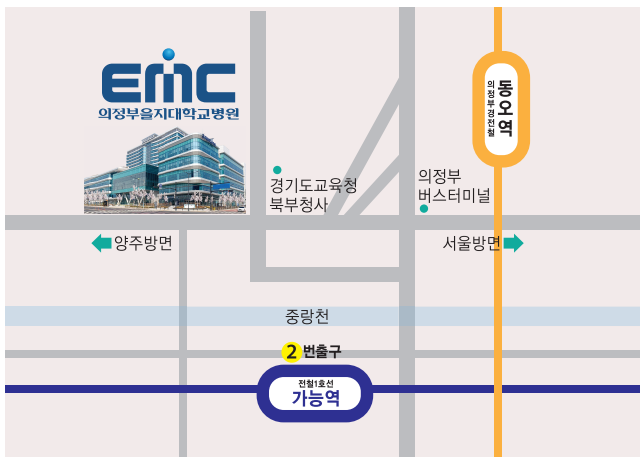 EMC
의정부을지대학교병원
의정부경전철
동오역
경기도교육청
북부청사
의정부
버스터미널
양주방면
서울방면
중랑천
2 번출구
전철1호선
가능역